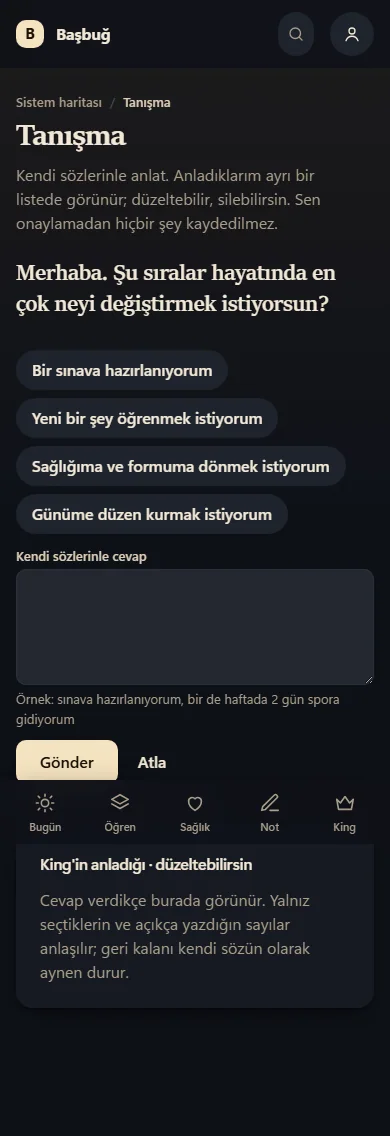 B Başbuğ
Sistem haritası / Tanışma
Tanışma
Kendi sözlerinle anlat. Anladıklarım ayrı bir
listede görünür; düzeltebilir, silebilirsin. Sen
onaylamadan hiçbir şey kaydedilmez.
Merhaba. Şu sıralar hayatında en
çok neyi değiştirmek istiyorsun?
Bir sınava hazırlanıyorum
Yeni bir şey öğrenmek istiyorum
Sağlığıma ve formuma dönmek istiyorum
Günüme düzen kurmak istiyorum
Kendi sözlerinle cevap
Örnek: sınava hazırlanıyorum, bir de haftada 2 gün spora
gidiyorum
Gönder Atla
Bugün Öğren Sağlık Not King
King'in anladığı · düzeltebilirsin
Cevap verdikçe burada görünür. Yalnız
seçtiklerin ve açıkça yazdığın sayılar
anlaşılır; geri kalanı kendi sözün olarak
aynen durur.